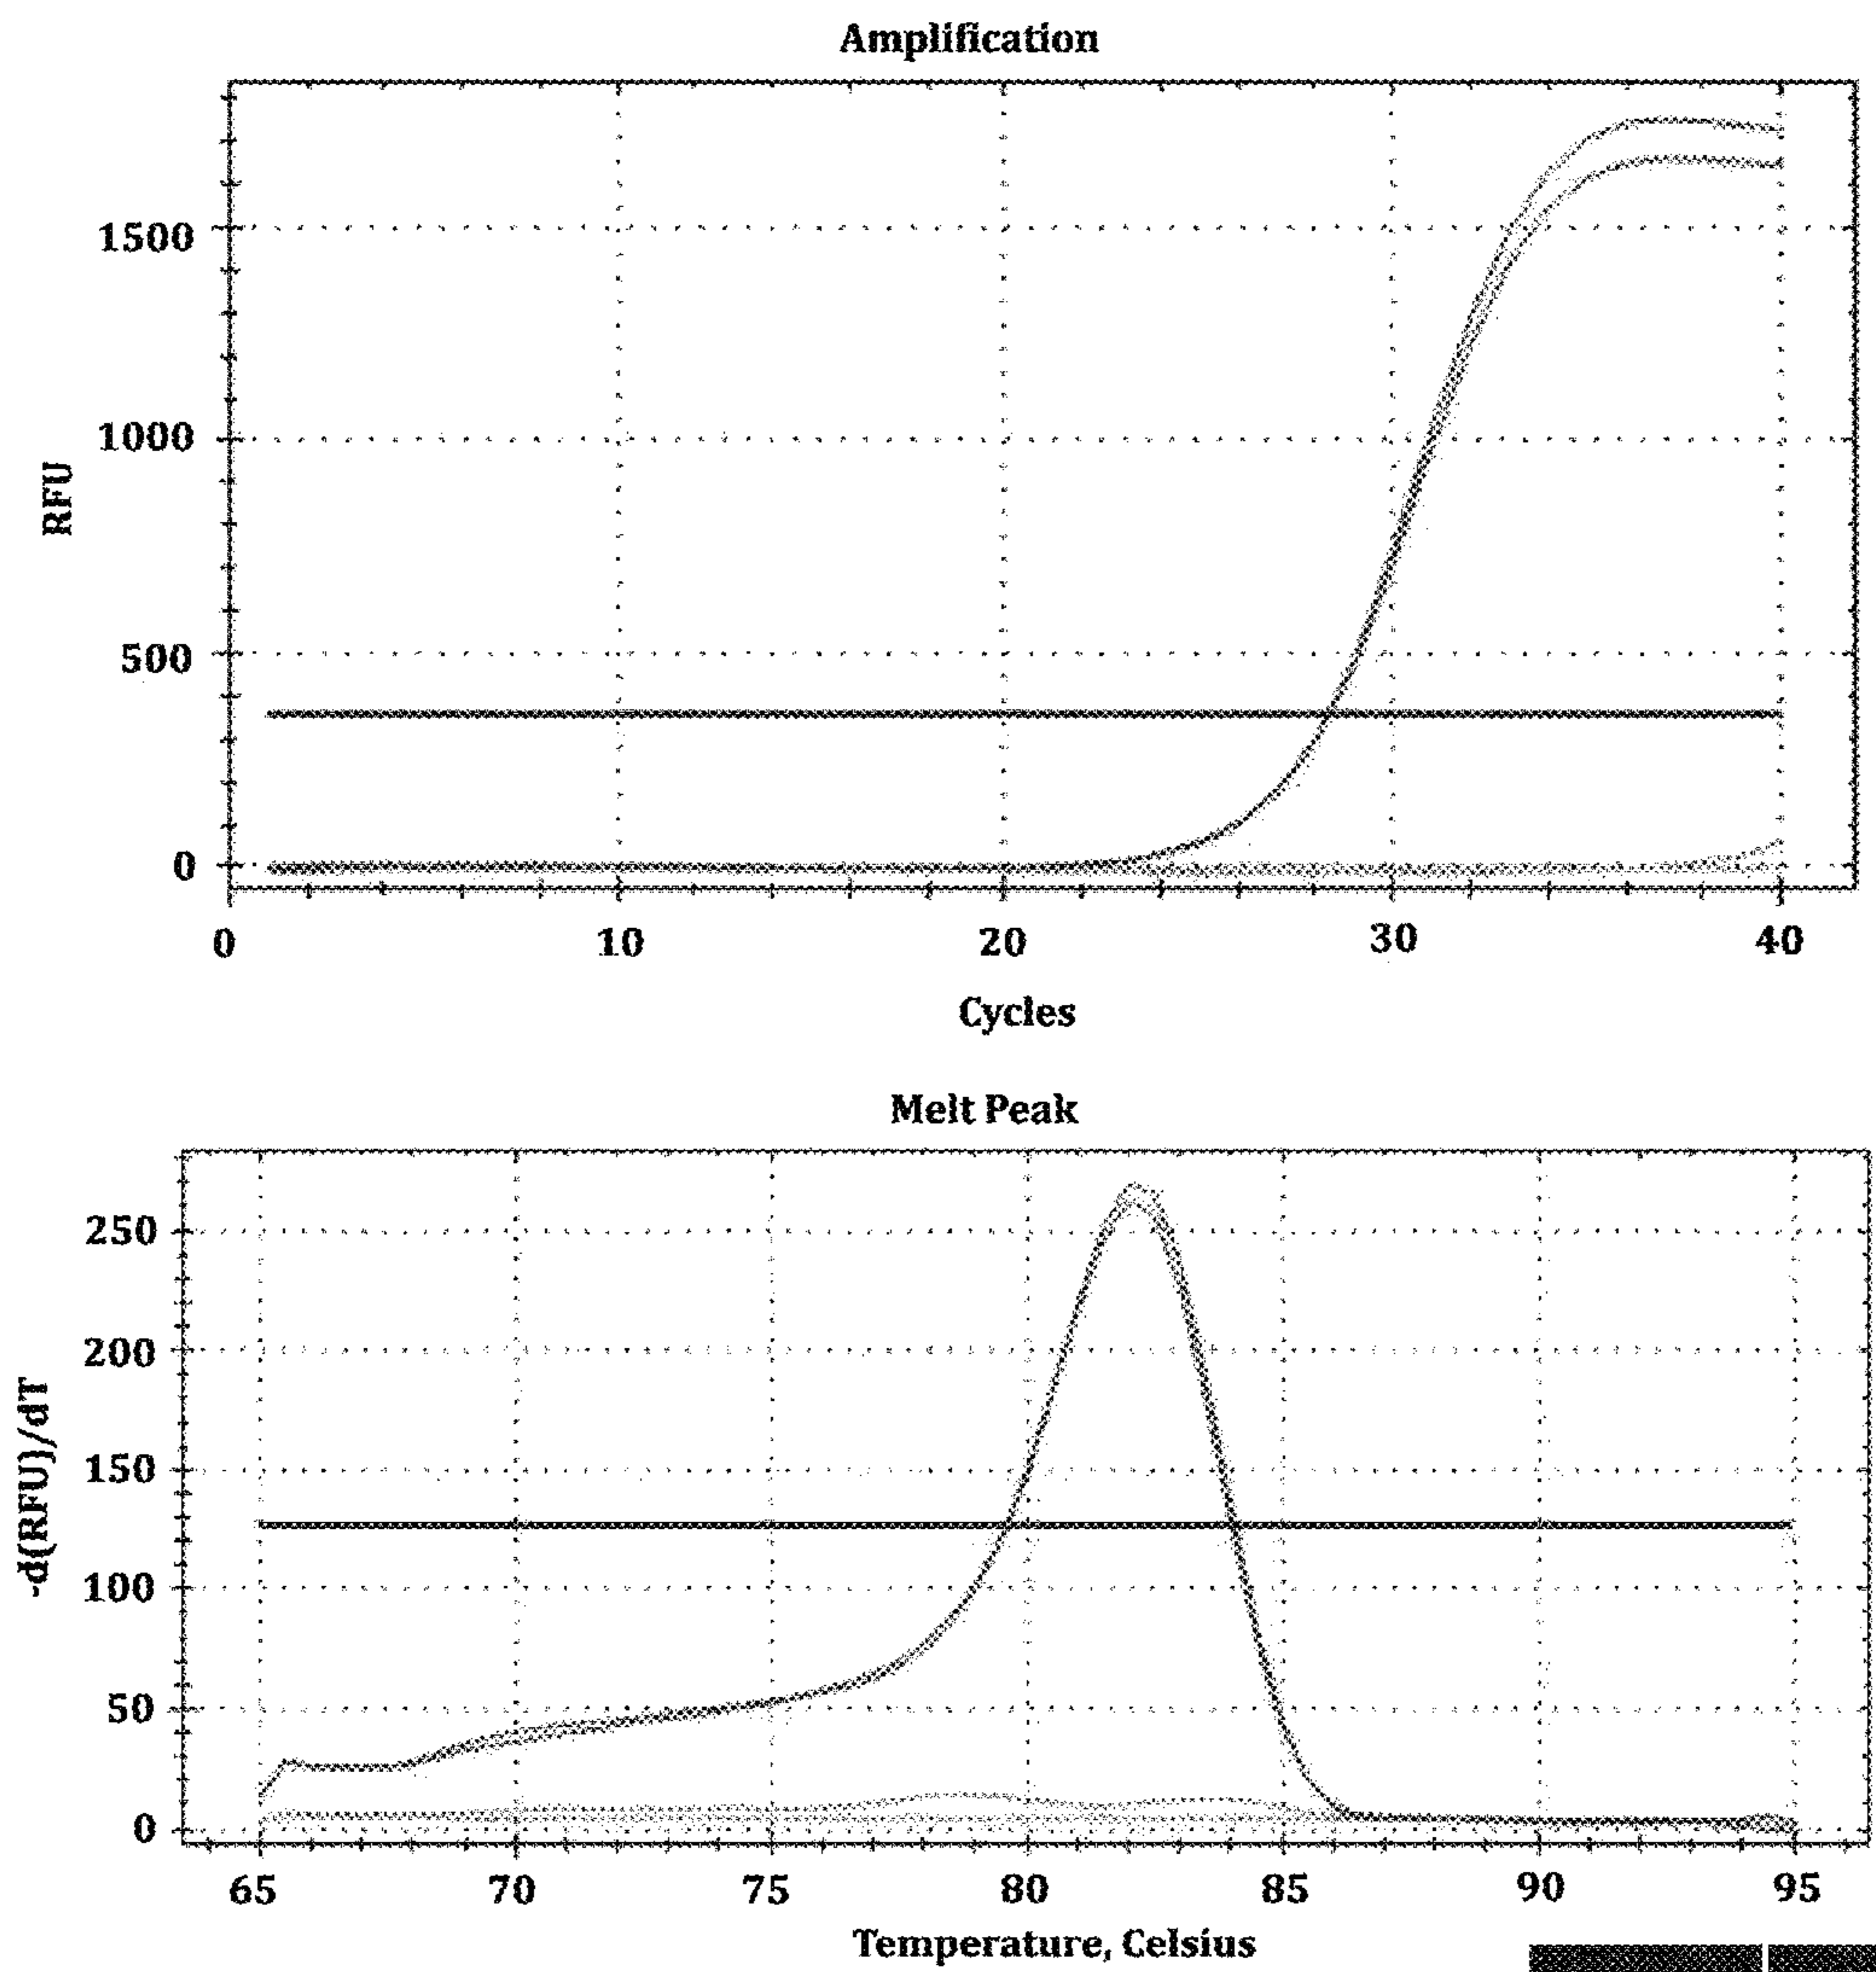 Amplification
1500
1000
500
0
RFU
0 10 20 30 40
Cycles
Melt Peak
250
200
150
100
50
0
-d(RFU)/dT
65 70 75 80 85 90 95
Temperature, Celsius